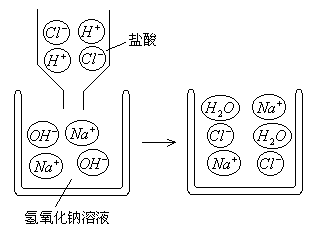 Cl⁻ H⁺
H⁺ Cl⁻
盐酸
OH⁻ Na⁺
Na⁺ OH⁻
氢氧化钠溶液
H₂O Na⁺
Cl⁻ H₂O
Na⁺ Cl⁻